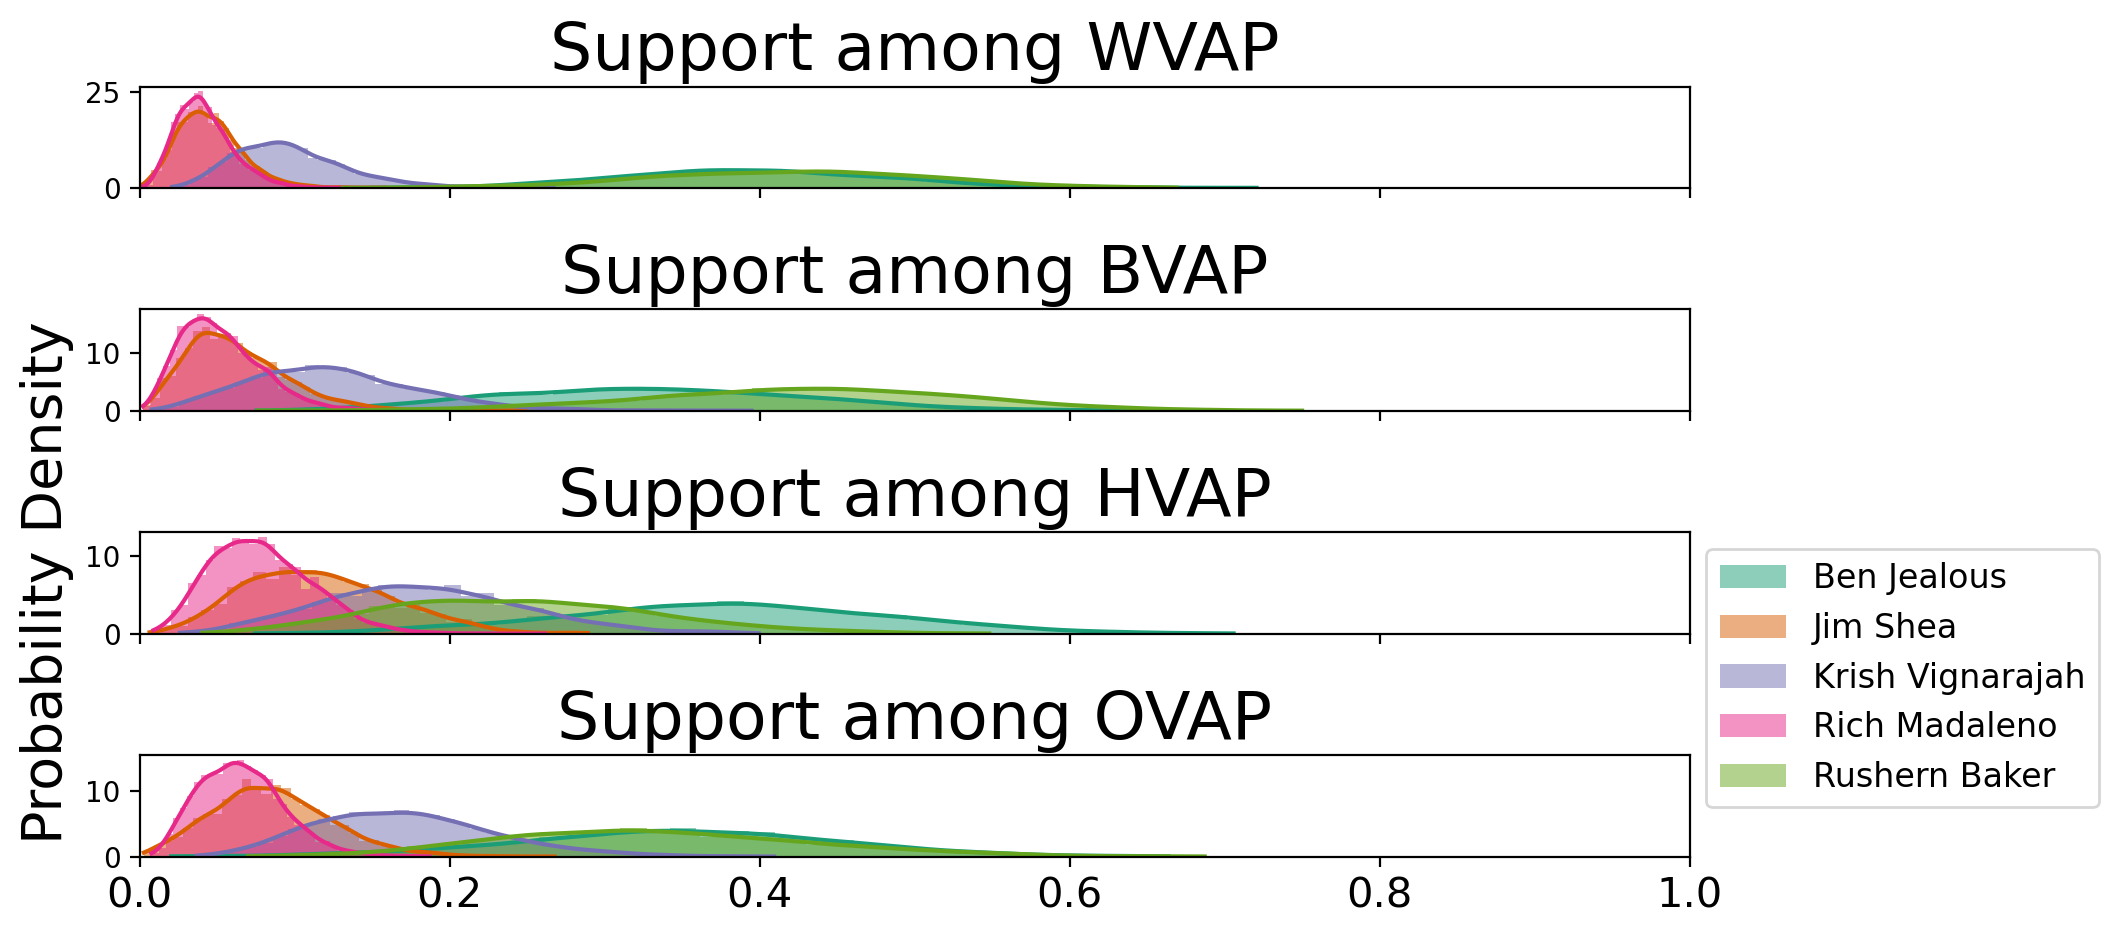 Support among WVAP
25
0
Support among BVAP
10
0
Support among HVAP
10
0
Support among OVAP
10
0
0.0 0.2 0.4 0.6 0.8 1.0
Probability Density
Ben Jealous
Jim Shea
Krish Vignarajah
Rich Madaleno
Rushern Baker